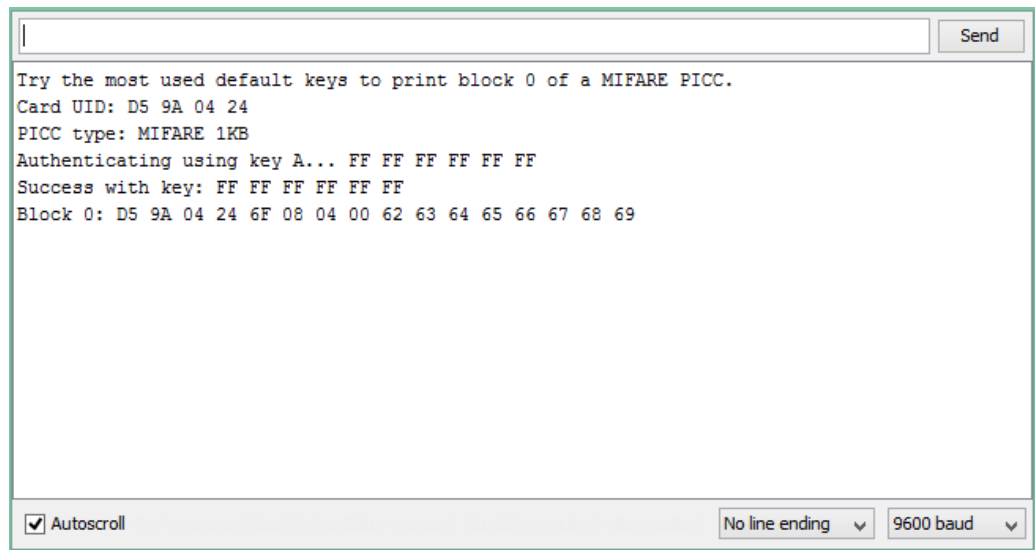 Send
Try the most used default keys to print block 0 of a MIFARE PICC.
Card UID: D5 9A 04 24
PICC type: MIFARE 1KB
Authenticating using key A... FF FF FF FF FF FF
Success with key: FF FF FF FF FF FF
Block 0: D5 9A 04 24 6F 08 04 00 62 63 64 65 66 67 68 69
Autoscroll No line ending 9600 baud